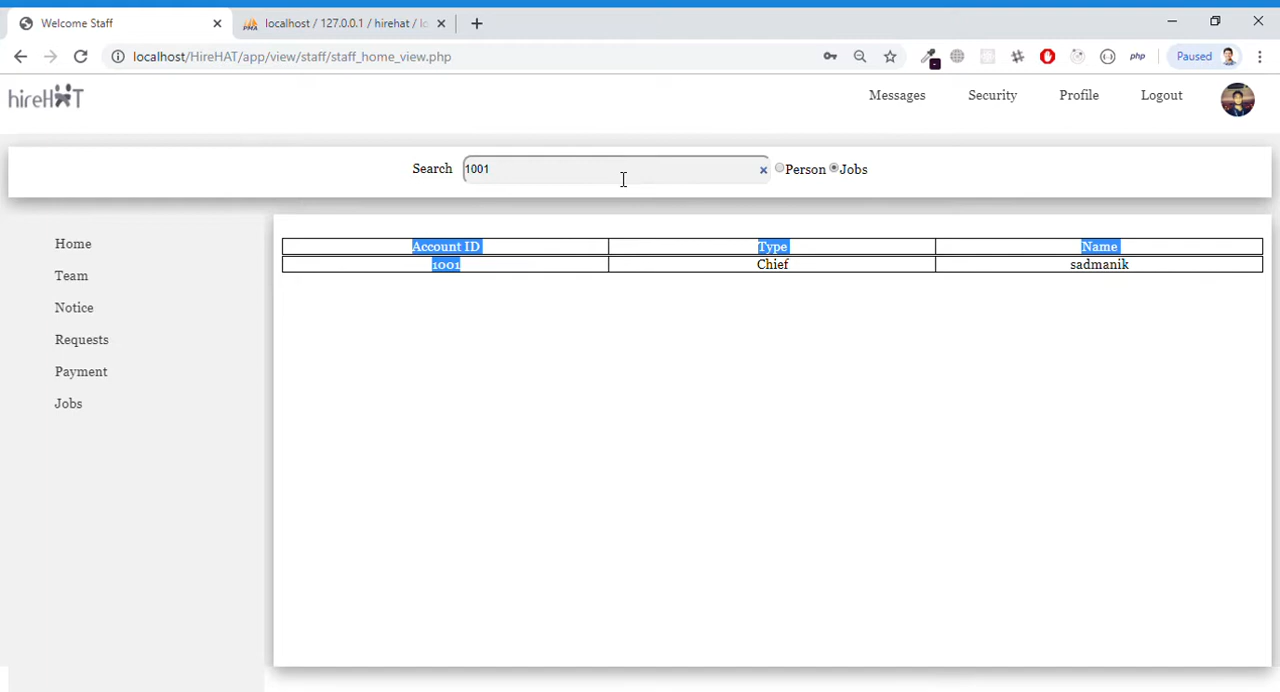 Welcome Staff
localhost / 127.0.0.1 / hirehat / lo
localhost/HireHAT/app/view/staff/staff_home_view.php
php
Paused
hireHAT
Messages Security Profile Logout
Search 1001 Person Jobs
Home
Team
Notice
Requests
Payment
Jobs
Account ID Type Name
1001 Chief sadmanik